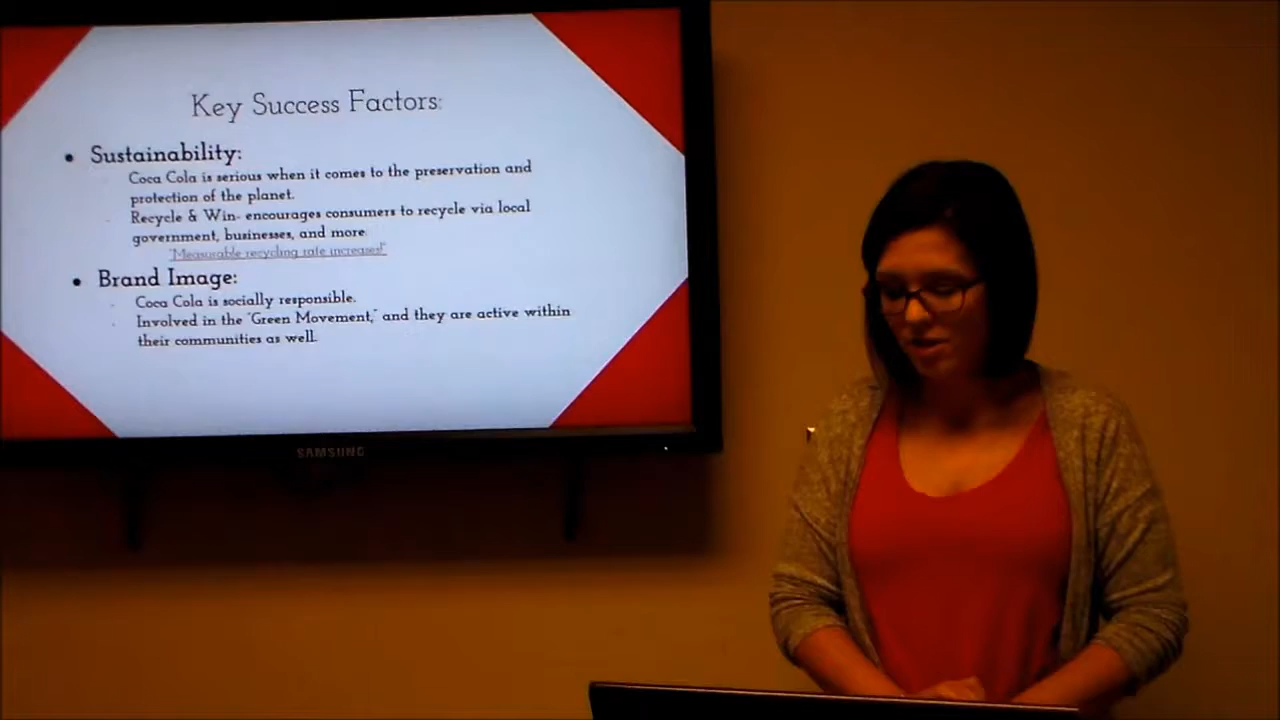 Key Success Factors:
• Sustainability:
- Coca Cola is serious when it comes to the preservation and
protection of the planet.
- Recycle & Win- encourages consumers to recycle via local
government, businesses, and more.
"Measurable recycling rate increases!"
• Brand Image:
- Coca Cola is socially responsible.
- Involved in the "Green Movement," and they are active within
their communities as well.
SAMSUNG